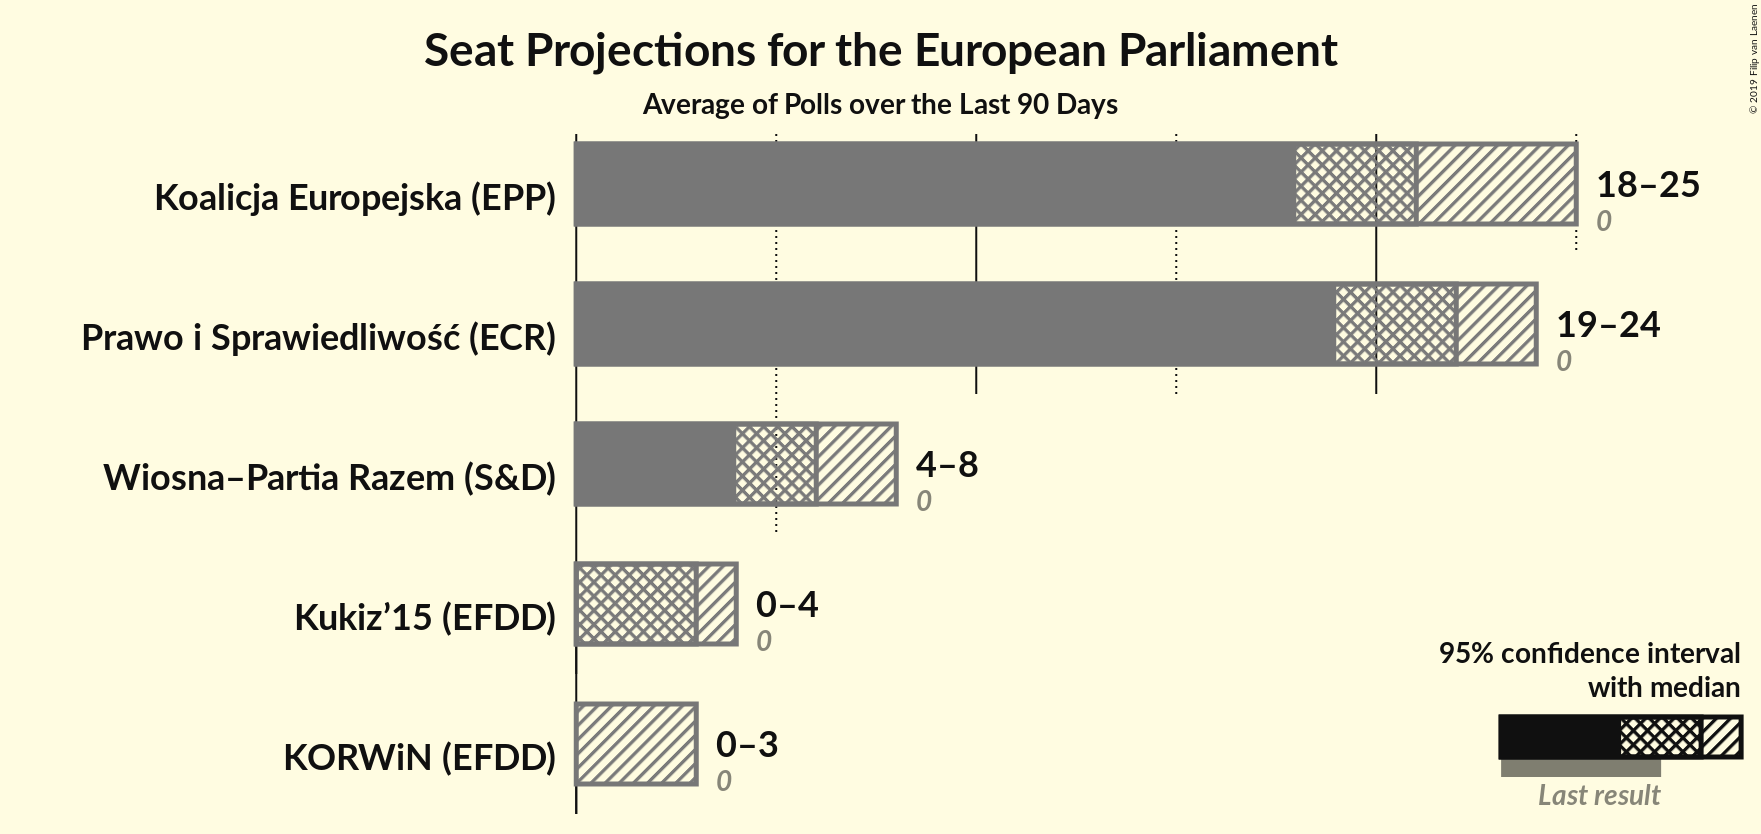 Seat Projections for the European Parliament
Average of Polls over the Last 90 Days
© 2019 Filip van Laenen
Koalicja Europejska (EPP)
18–25
0
Prawo i Sprawiedliwość (ECR)
19–24
0
Wiosna–Partia Razem (S&D)
4–8
0
Kukiz’15 (EFDD)
0–4
0
KORWiN (EFDD)
0–3
0
95% confidence interval
with median
Last result